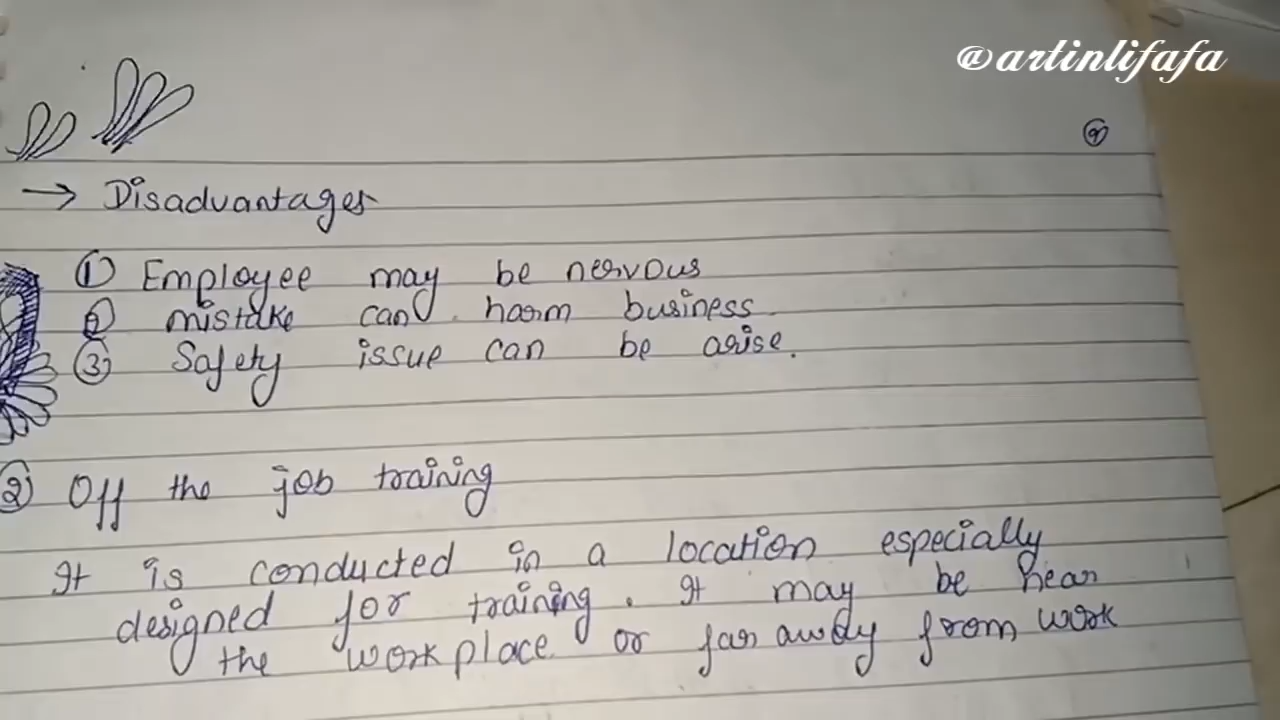 @artinlifafa
→ Disadvantages
① Employee may be nervous
② mistake can harm business.
③ Safety issue can be arise.
② Off the job training
It is conducted in a location especially
designed for training. It may be near
the workplace or far away from work